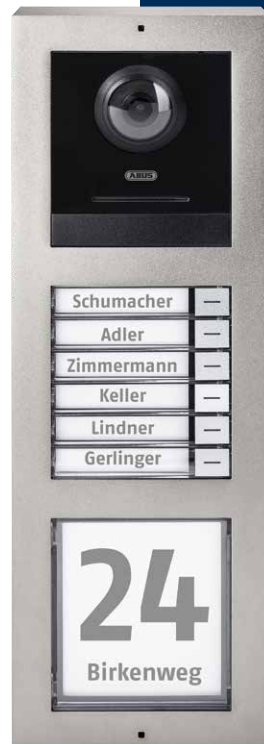 ABUS
Schumacher
Adler
Zimmermann
Keller
Lindner
Gerlinger
24
Birkenweg